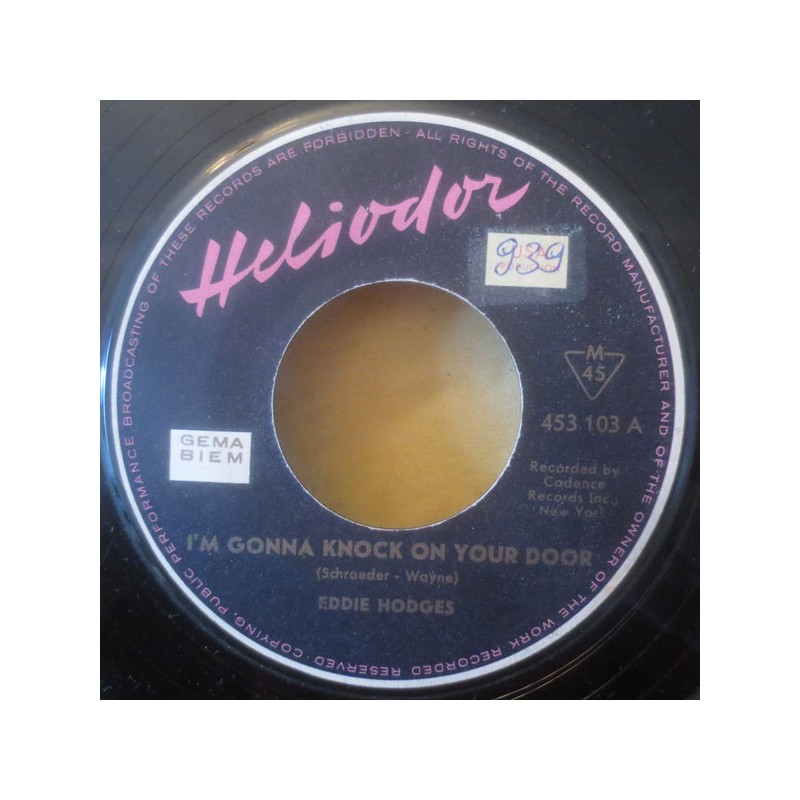 Heliodor
939
M
45
453 103 A
GEMA
BIEM
Recorded by
Cadence
Records Inc.,
New York
I'M GONNA KNOCK ON YOUR DOOR
(Schroeder - Wayne)
EDDIE HODGES
ALL RIGHTS OF THE RECORD MANUFACTURER AND OF THE OWNER OF THE WORK RECORDED RESERVED · COPYING, PUBLIC PERFORMANCE BROADCASTING OF THESE RECORDS ARE FORBIDDEN ·